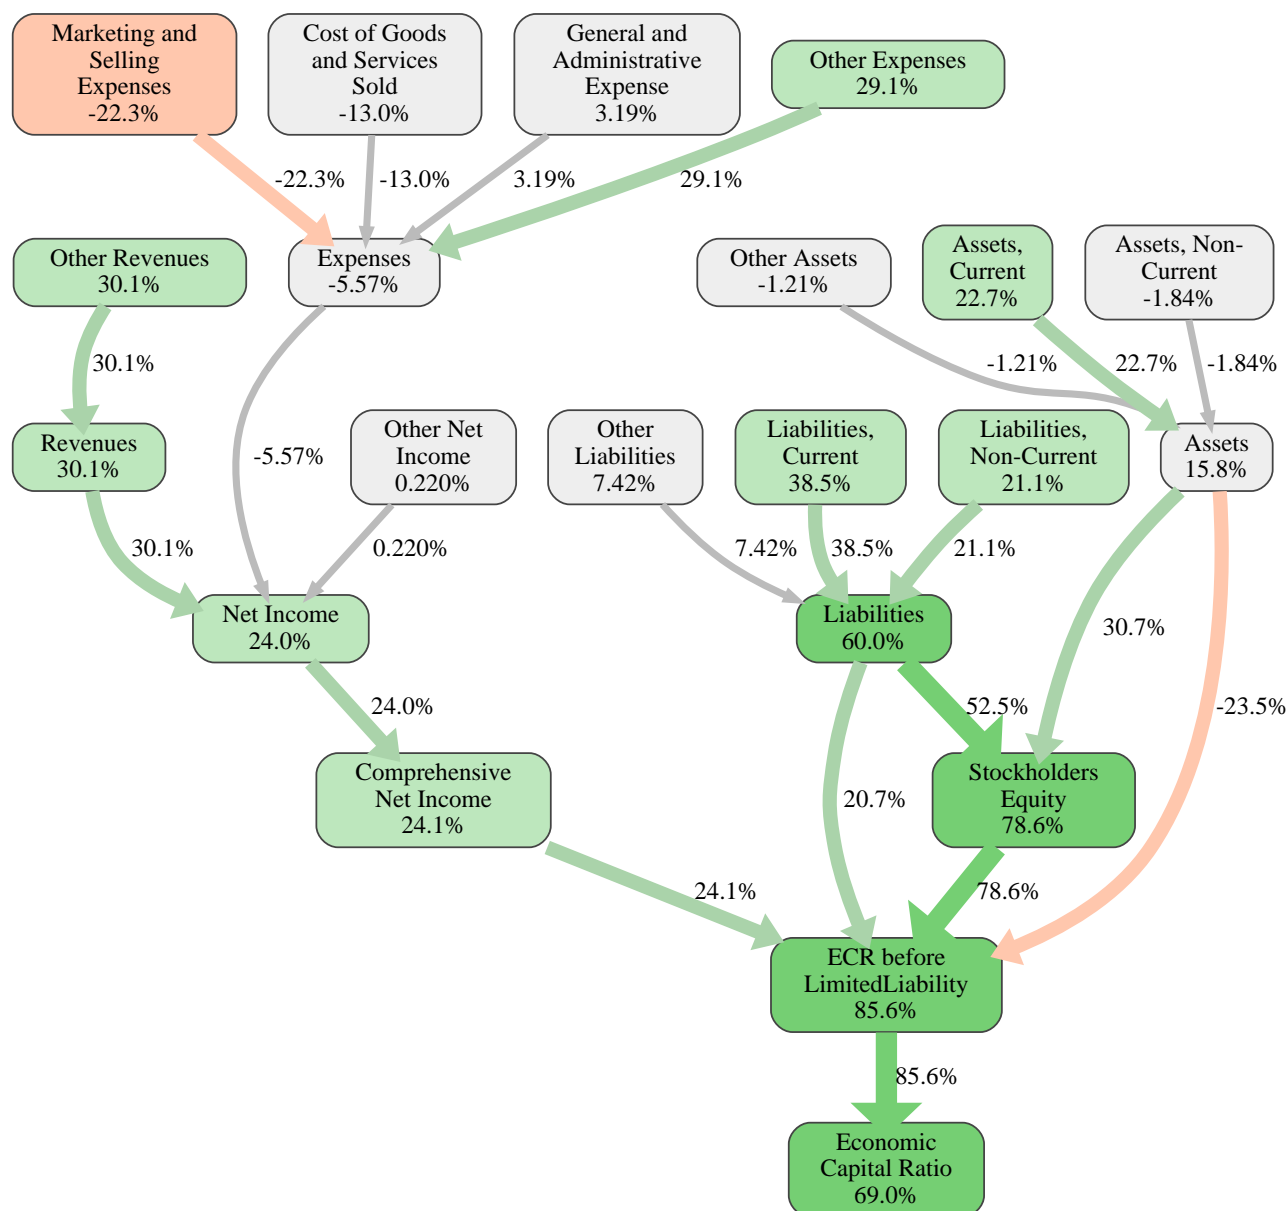 Marketing and
Selling
Expenses
-22.3%
Cost of Goods
and Services
Sold
-13.0%
General and
Administrative
Expense
3.19%
Other Expenses
29.1%
-22.3%
-13.0%
3.19%
29.1%
Other Revenues
30.1%
Expenses
-5.57%
Other Assets
-1.21%
Assets,
Current
22.7%
Assets, Non-
Current
-1.84%
30.1%
-1.21%
22.7%
-1.84%
Revenues
30.1%
-5.57%
Other Net
Income
0.220%
Other
Liabilities
7.42%
Liabilities,
Current
38.5%
Liabilities,
Non-Current
21.1%
Assets
15.8%
30.1%
0.220%
7.42%
38.5%
21.1%
30.7%
-23.5%
Net Income
24.0%
Liabilities
60.0%
24.0%
52.5%
20.7%
Comprehensive
Net Income
24.1%
Stockholders
Equity
78.6%
24.1%
78.6%
ECR before
LimitedLiability
85.6%
85.6%
Economic
Capital Ratio
69.0%